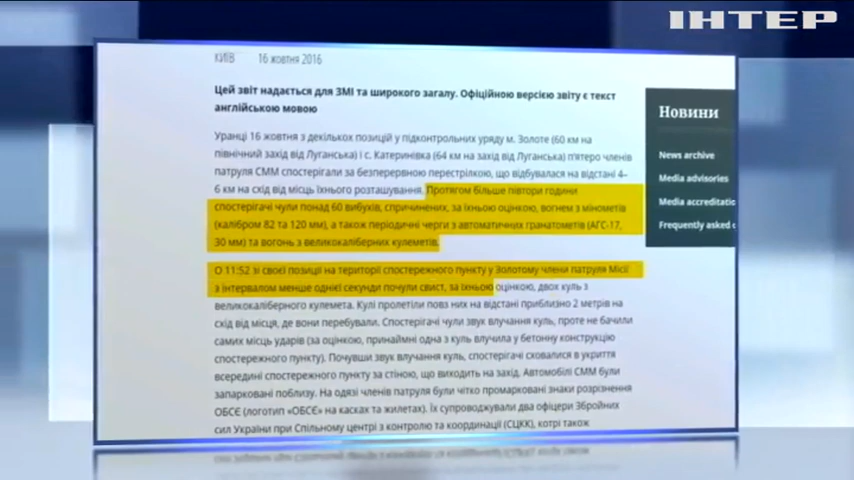 ІНТЕР
КИЇВ 16 жовтня 2016
Цей звіт надається для ЗМІ та широкого загалу. Офіційною версією звіту є текст
англійською мовою
Уранці 16 жовтня з декількох позицій у підконтрольних уряду м. Золоте (60 км на
північний захід від Луганська) і с. Катеринівка (64 км на захід від Луганська) п'ятеро членів
патруля СММ спостерігали за безперервною перестрілкою, що відбувалася на відстані 4–
6 км на схід від місць їхнього розташування. Протягом більше півтори години
спостерігачі чули понад 60 вибухів, спричинених, за їхньою оцінкою, вогнем з мінометів
(калібром 82 та 120 мм), а також періодичні черги з автоматичних гранатометів (АГС-17,
30 мм) та вогонь з великокаліберних кулеметів.
О 11:52 зі своєї позиції на території спостережного пункту у Золотому члени патруля Місії
з інтервалом менше однієї секунди почули свист, за їхньою оцінкою, двох куль з
великокаліберного кулемета. Кулі пролетіли повз них на відстані приблизно 2 метрів на
схід від місця, де вони перебували. Спостерігачі чули звук влучання куль, проте не бачили
самих місць ударів (за оцінкою, принаймні одна з куль влучила у бетонну конструкцію
спостережного пункту). Почувши звук влучання куль, спостерігачі сховалися в укриття
всередині спостережного пункту за стіною, що виходить на захід. Автомобілі СММ були
запарковані поблизу. На одязі членів патруля були чітко промарковані знаки розрізнення
ОБСЄ (логотип «ОБСЄ» на касках та жилетах). Їх супроводжували два офіцери Збройних
сил України при Спільному центрі з контролю та координації (СЦКК), котрі також
Новини
News archive
Media advisories
Media accreditatio
Frequently asked